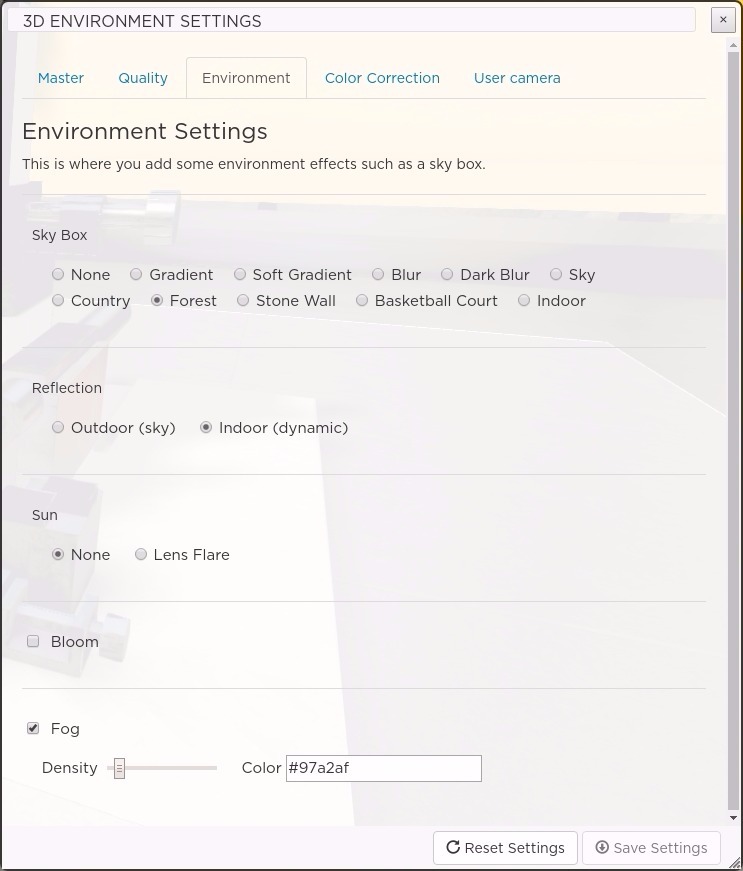 3D ENVIRONMENT SETTINGS
×
Master Quality Environment Color Correction User camera
Environment Settings
This is where you add some environment effects such as a sky box.
Sky Box
None Gradient Soft Gradient Blur Dark Blur Sky
Country Forest Stone Wall Basketball Court Indoor
Reflection
Outdoor (sky) Indoor (dynamic)
Sun
None Lens Flare
Bloom
Fog
Density Color #97a2af
Reset Settings Save Settings